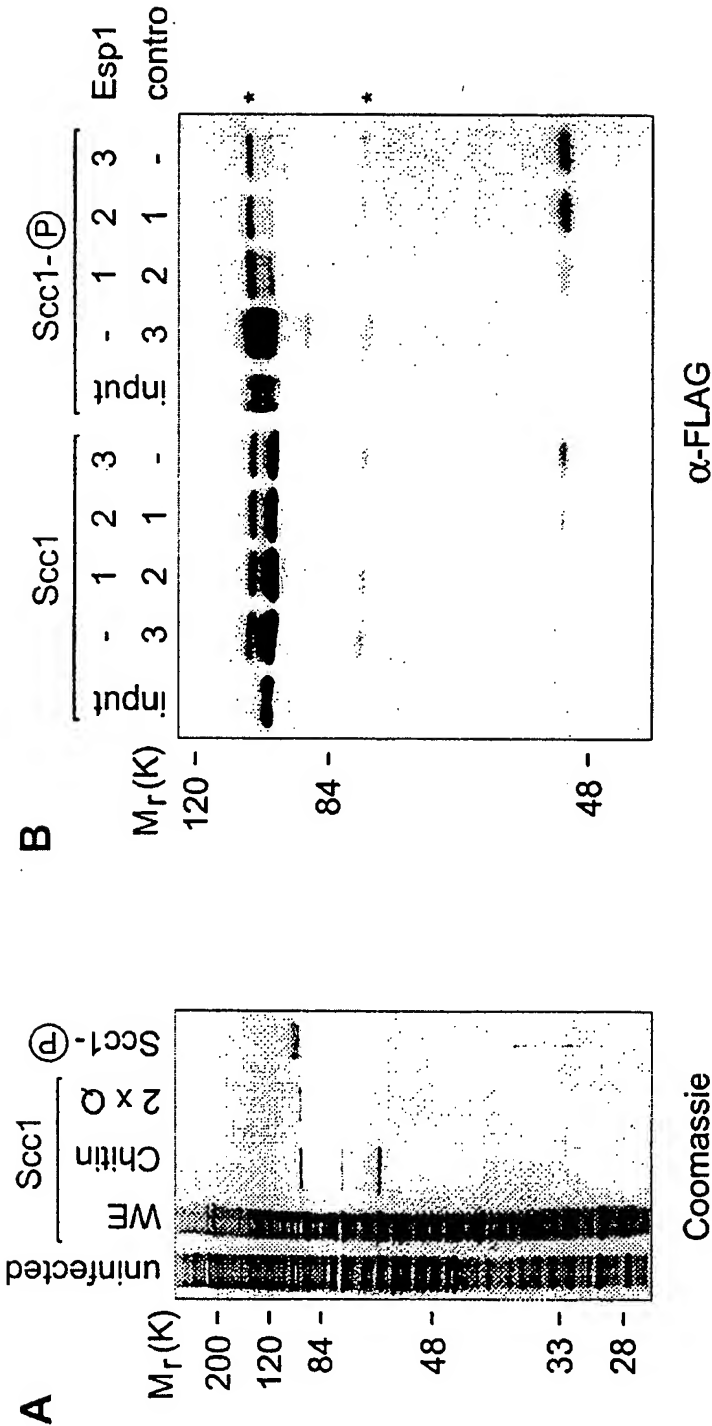 A
Scc1
uninfected
WE
Chitin
2 x Q
Scc1-P
Mr(K)
200 -
120 -
84 -
48 -
33 -
28 -
Coomassie
B
Scc1 Scc1-P
input - 1 2 3 input - 1 2 3 Esp1
3 2 1 - 3 2 1 - contro
Mr(K)
120 -
84 -
48 -
*
*
α-FLAG